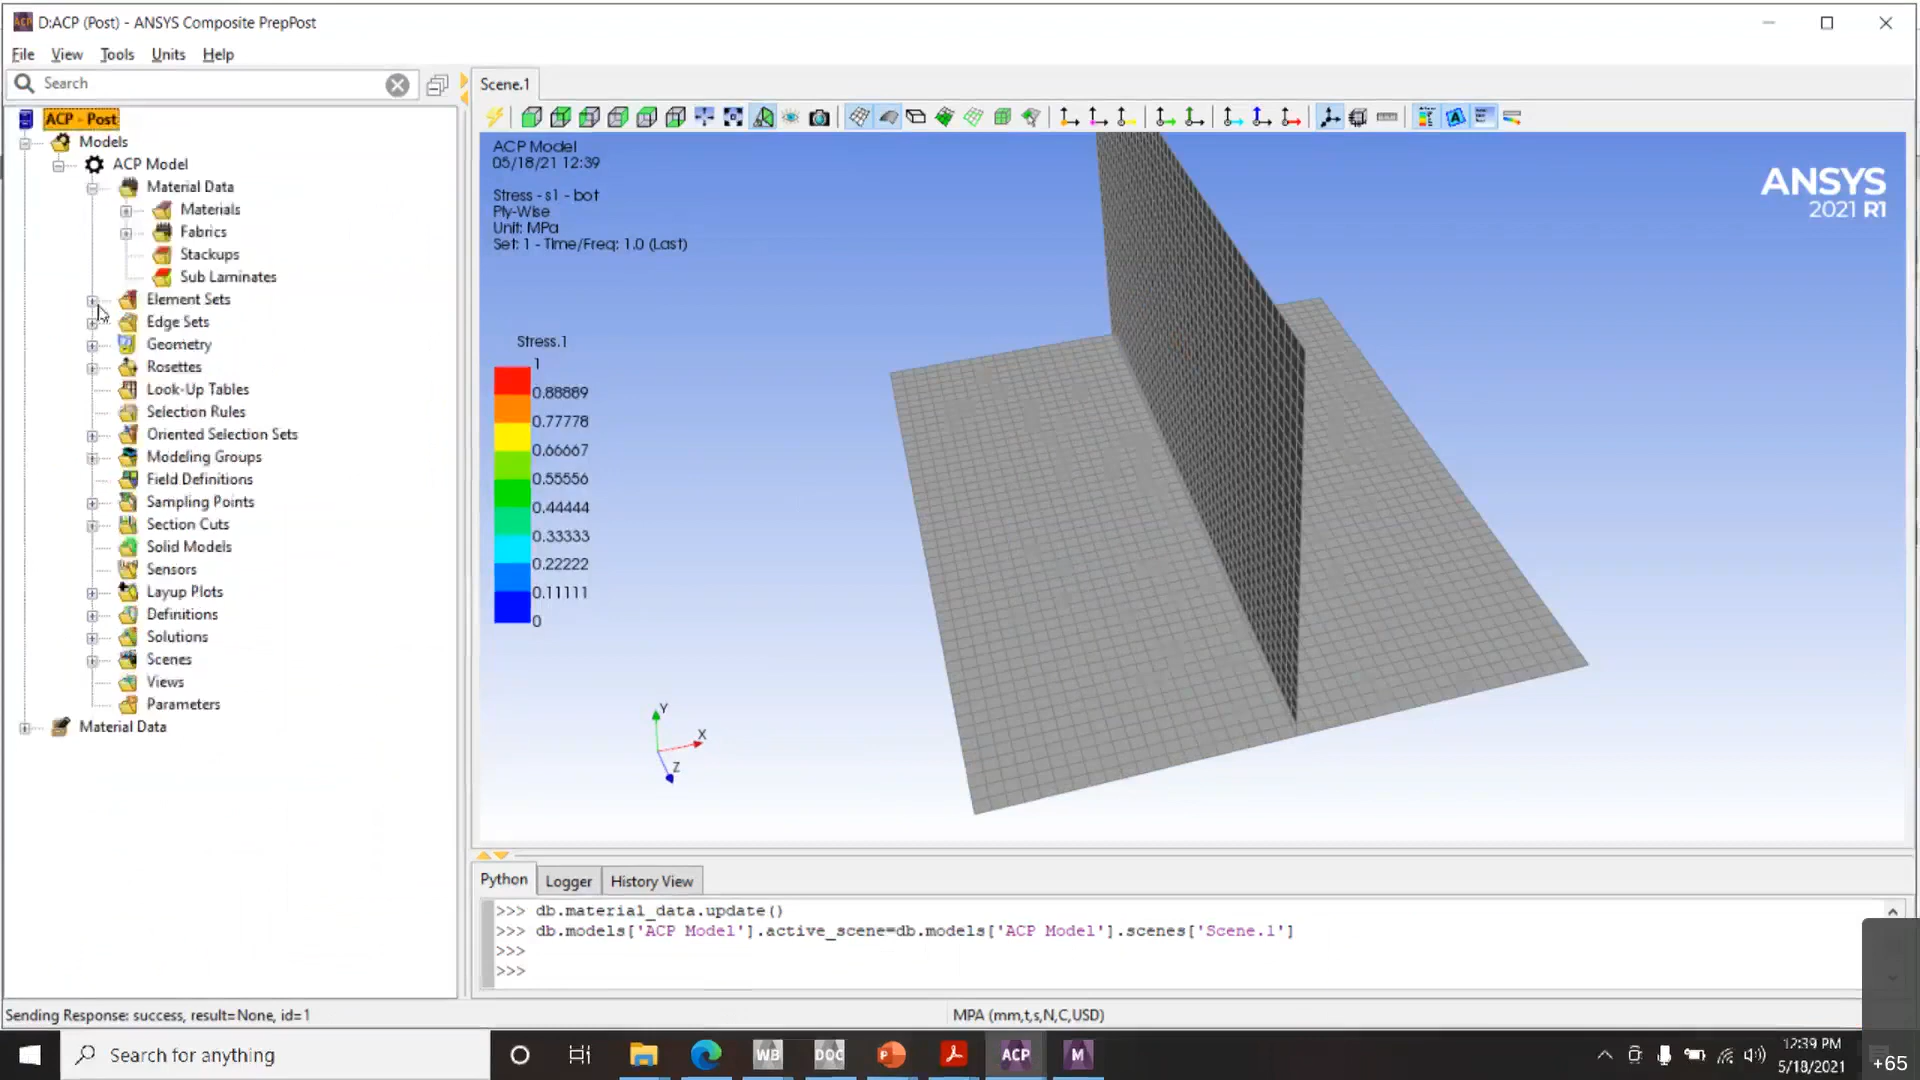 D:ACP (Post) - ANSYS Composite PrepPost
File View Tools Units Help
Search
Scene.1
ACP - Post
Models
ACP Model
Material Data
Materials
Fabrics
Stackups
Sub Laminates
Element Sets
Edge Sets
Geometry
Rosettes
Look-Up Tables
Selection Rules
Oriented Selection Sets
Modeling Groups
Field Definitions
Sampling Points
Section Cuts
Solid Models
Sensors
Layup Plots
Definitions
Solutions
Scenes
Views
Parameters
Material Data
ACP Model
05/18/21 12:39
Stress - s1 - bot
Ply-Wise
Unit: MPa
Set: 1 - Time/Freq: 1.0 (Last)
ANSYS
2021 R1
Stress.1
1
0.88889
0.77778
0.66667
0.55556
0.44444
0.33333
0.22222
0.11111
0
Y
X
Z
Python Logger History View
>>> db.material_data.update()
>>> db.models['ACP Model'].active_scene=db.models['ACP Model'].scenes['Scene.1']
>>>
>>>
Sending Response: success, result=None, id=1
MPA (mm,t,s,N,C,USD)
Search for anything
WB
DOC
P
ACP
M
12:39 PM
5/18/2021
+65